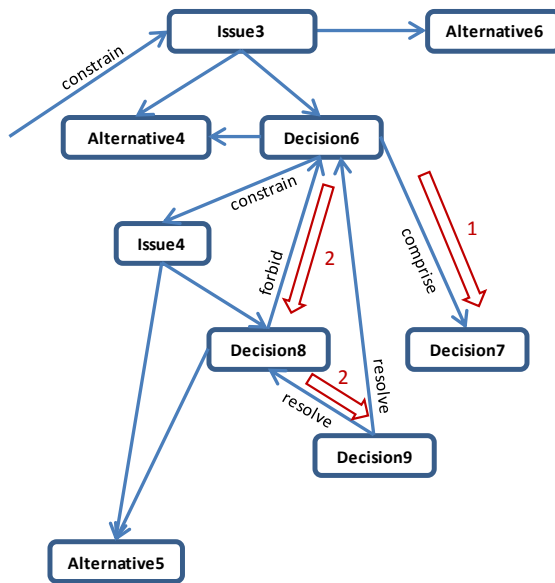 Issue3
Alternative6
constrain
Alternative4
Decision6
constrain
Issue4
1
2
forbid
comprise
Decision8
Decision7
2
resolve
resolve
Decision9
Alternative5